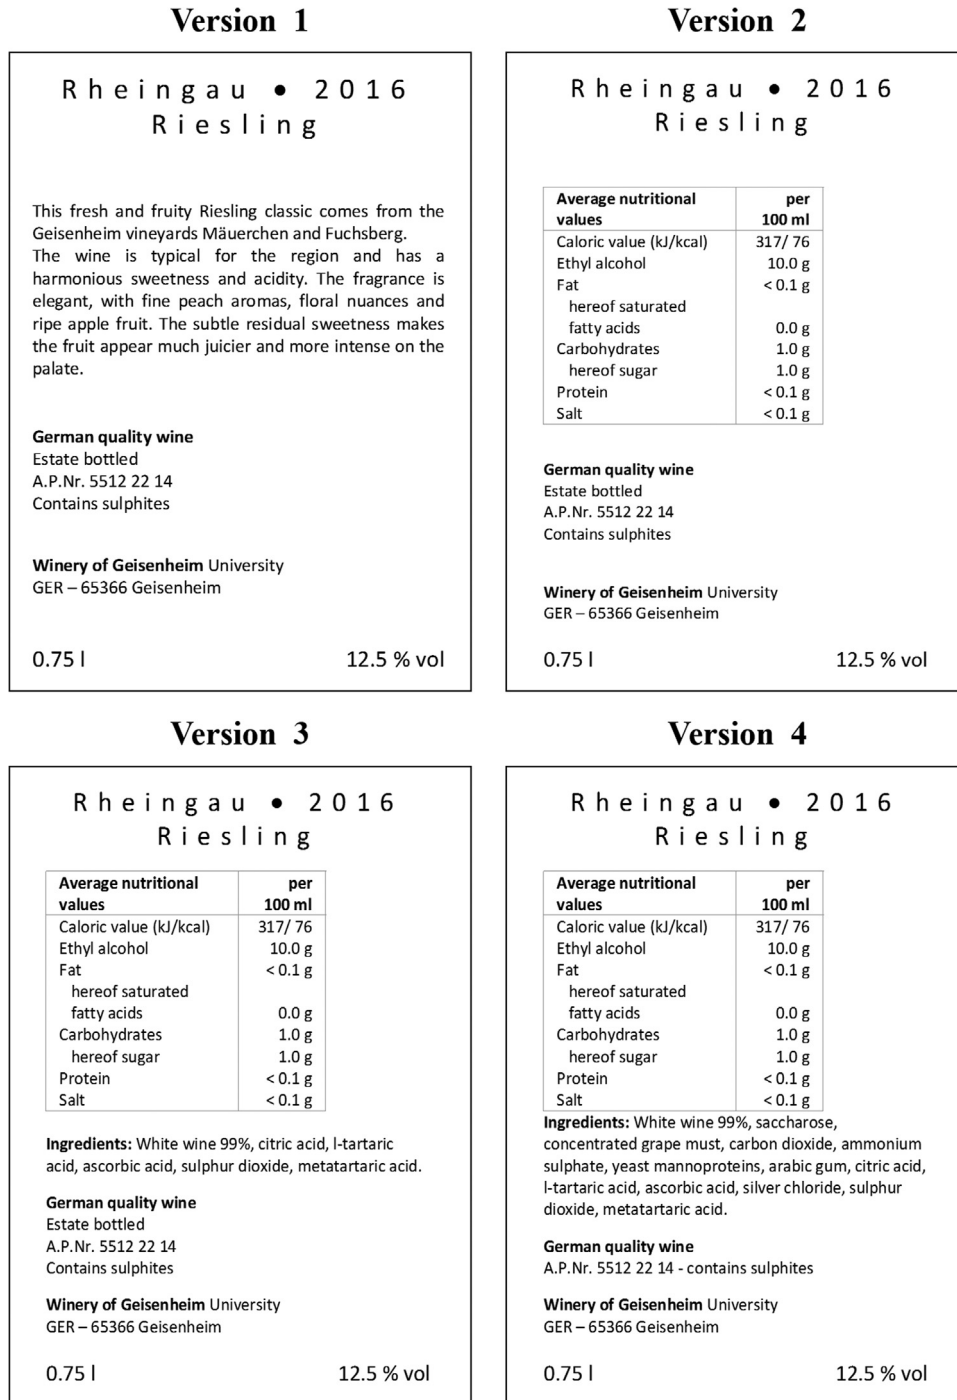 Version 1
Rheingau • 2016
Riesling
This fresh and fruity Riesling classic comes from the
Geisenheim vineyards Mäuerchen and Fuchsberg.
The wine is typical for the region and has a
harmonious sweetness and acidity. The fragrance is
elegant, with fine peach aromas, floral nuances and
ripe apple fruit. The subtle residual sweetness makes
the fruit appear much juicier and more intense on the
palate.
German quality wine
Estate bottled
A.P.Nr. 5512 22 14
Contains sulphites
Winery of Geisenheim University
GER – 65366 Geisenheim
0.75 l 12.5 % vol
Version 2
Rheingau • 2016
Riesling
Average nutritional per
values 100 ml
Caloric value (kJ/kcal) 317/ 76
Ethyl alcohol 10.0 g
Fat < 0.1 g
hereof saturated
fatty acids 0.0 g
Carbohydrates 1.0 g
hereof sugar 1.0 g
Protein < 0.1 g
Salt < 0.1 g
German quality wine
Estate bottled
A.P.Nr. 5512 22 14
Contains sulphites
Winery of Geisenheim University
GER – 65366 Geisenheim
0.75 l 12.5 % vol
Version 3
Rheingau • 2016
Riesling
Average nutritional per
values 100 ml
Caloric value (kJ/kcal) 317/ 76
Ethyl alcohol 10.0 g
Fat < 0.1 g
hereof saturated
fatty acids 0.0 g
Carbohydrates 1.0 g
hereof sugar 1.0 g
Protein < 0.1 g
Salt < 0.1 g
Ingredients: White wine 99%, citric acid, l-tartaric
acid, ascorbic acid, sulphur dioxide, metatartaric acid.
German quality wine
Estate bottled
A.P.Nr. 5512 22 14
Contains sulphites
Winery of Geisenheim University
GER – 65366 Geisenheim
0.75 l 12.5 % vol
Version 4
Rheingau • 2016
Riesling
Average nutritional per
values 100 ml
Caloric value (kJ/kcal) 317/ 76
Ethyl alcohol 10.0 g
Fat < 0.1 g
hereof saturated
fatty acids 0.0 g
Carbohydrates 1.0 g
hereof sugar 1.0 g
Protein < 0.1 g
Salt < 0.1 g
Ingredients: White wine 99%, saccharose,
concentrated grape must, carbon dioxide, ammonium
sulphate, yeast mannoproteins, arabic gum, citric acid,
l-tartaric acid, ascorbic acid, silver chloride, sulphur
dioxide, metatartaric acid.
German quality wine
A.P.Nr. 5512 22 14 - contains sulphites
Winery of Geisenheim University
GER – 65366 Geisenheim
0.75 l 12.5 % vol